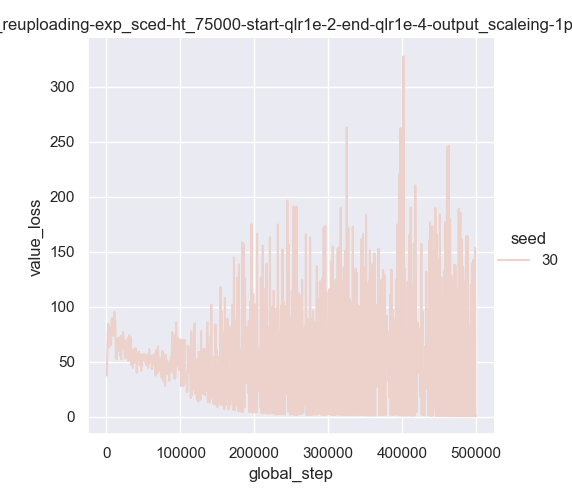 _reuploading-exp_sced-ht_75000-start-qlr1e-2-end-qlr1e-4-output_scaleing-1p
300
250
200
150
100
50
0
value_loss
0 100000 200000 300000 400000 500000
global_step
seed
30